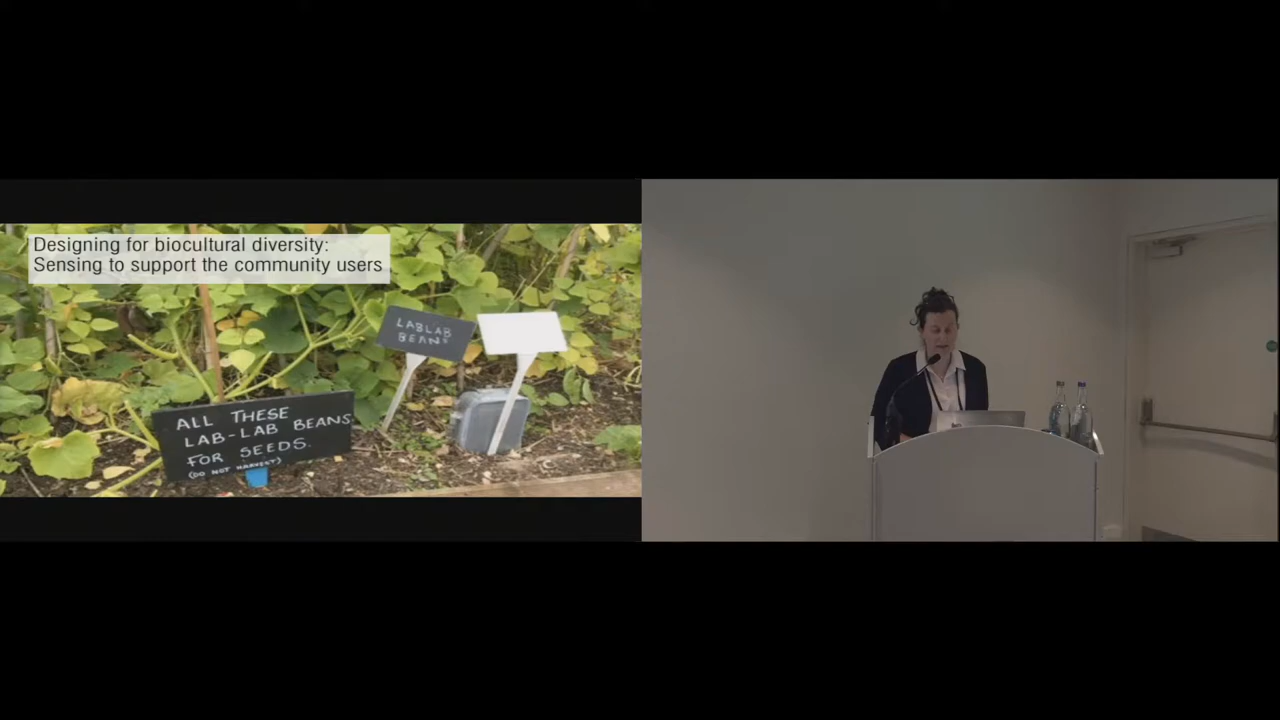 Designing for biocultural diversity:
Sensing to support the community users
LABLAB
BEANS
ALL THESE
LAB-LAB BEANS
FOR SEEDS.
(DO NOT HARVEST)